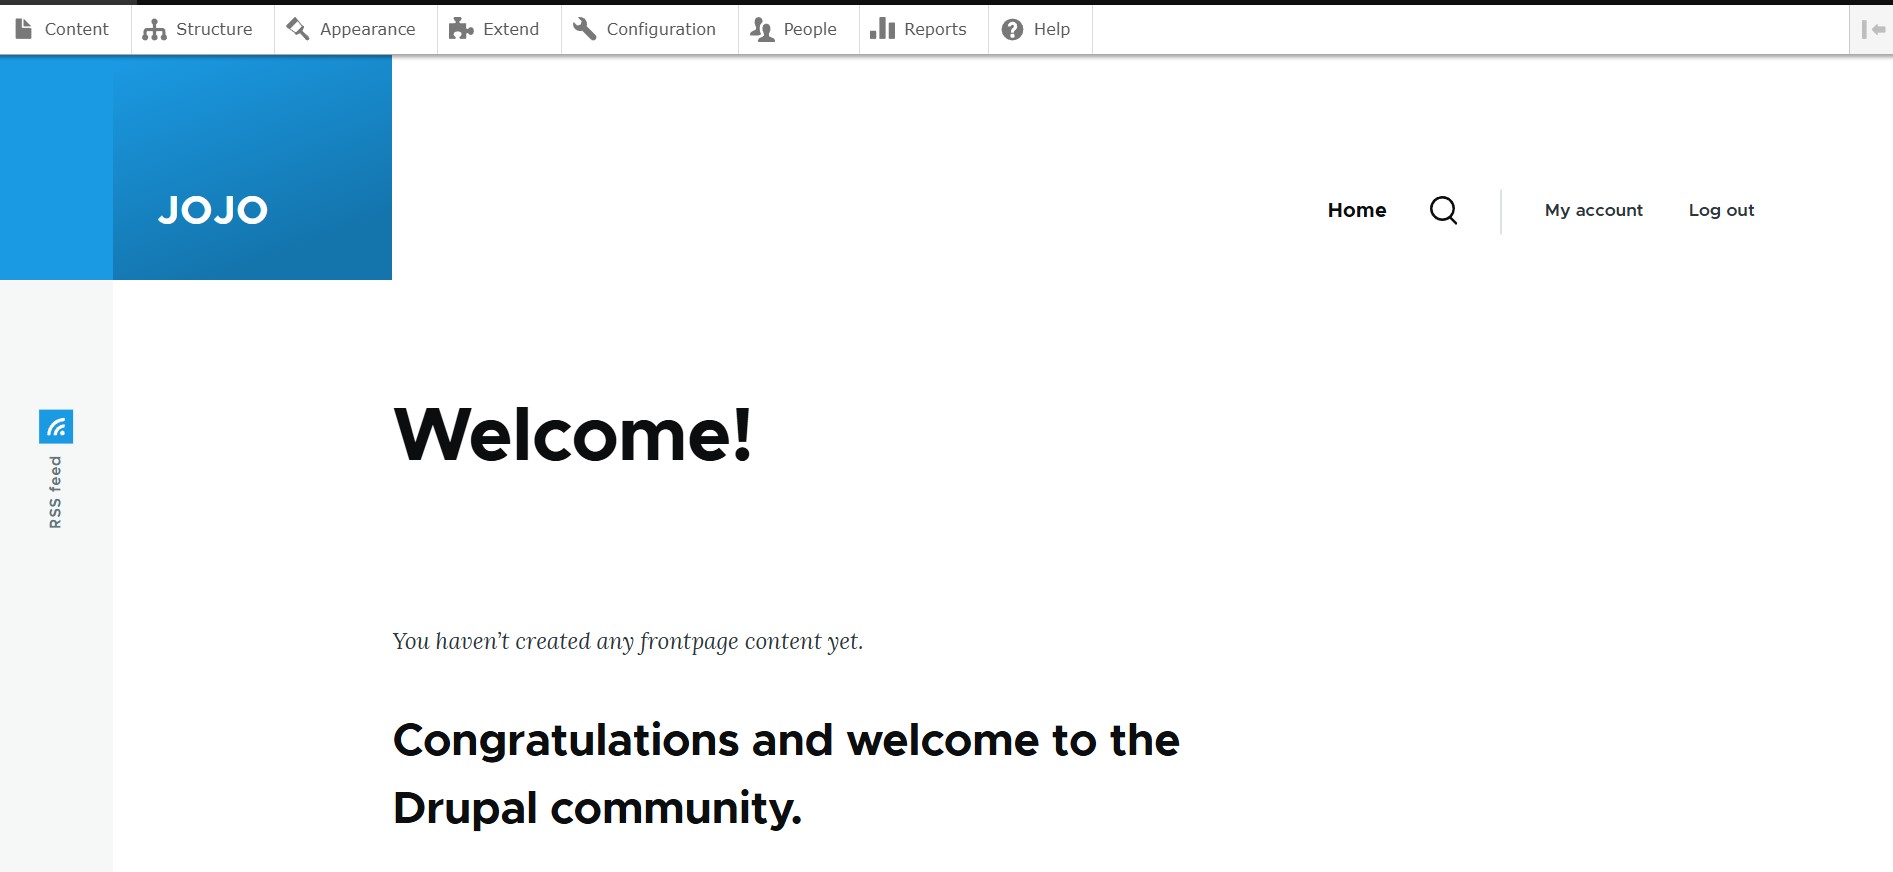 Content Structure Appearance Extend Configuration People Reports Help
JOJO
Home My account Log out
Welcome!
RSS feed
You haven’t created any frontpage content yet.
Congratulations and welcome to the
Drupal community.